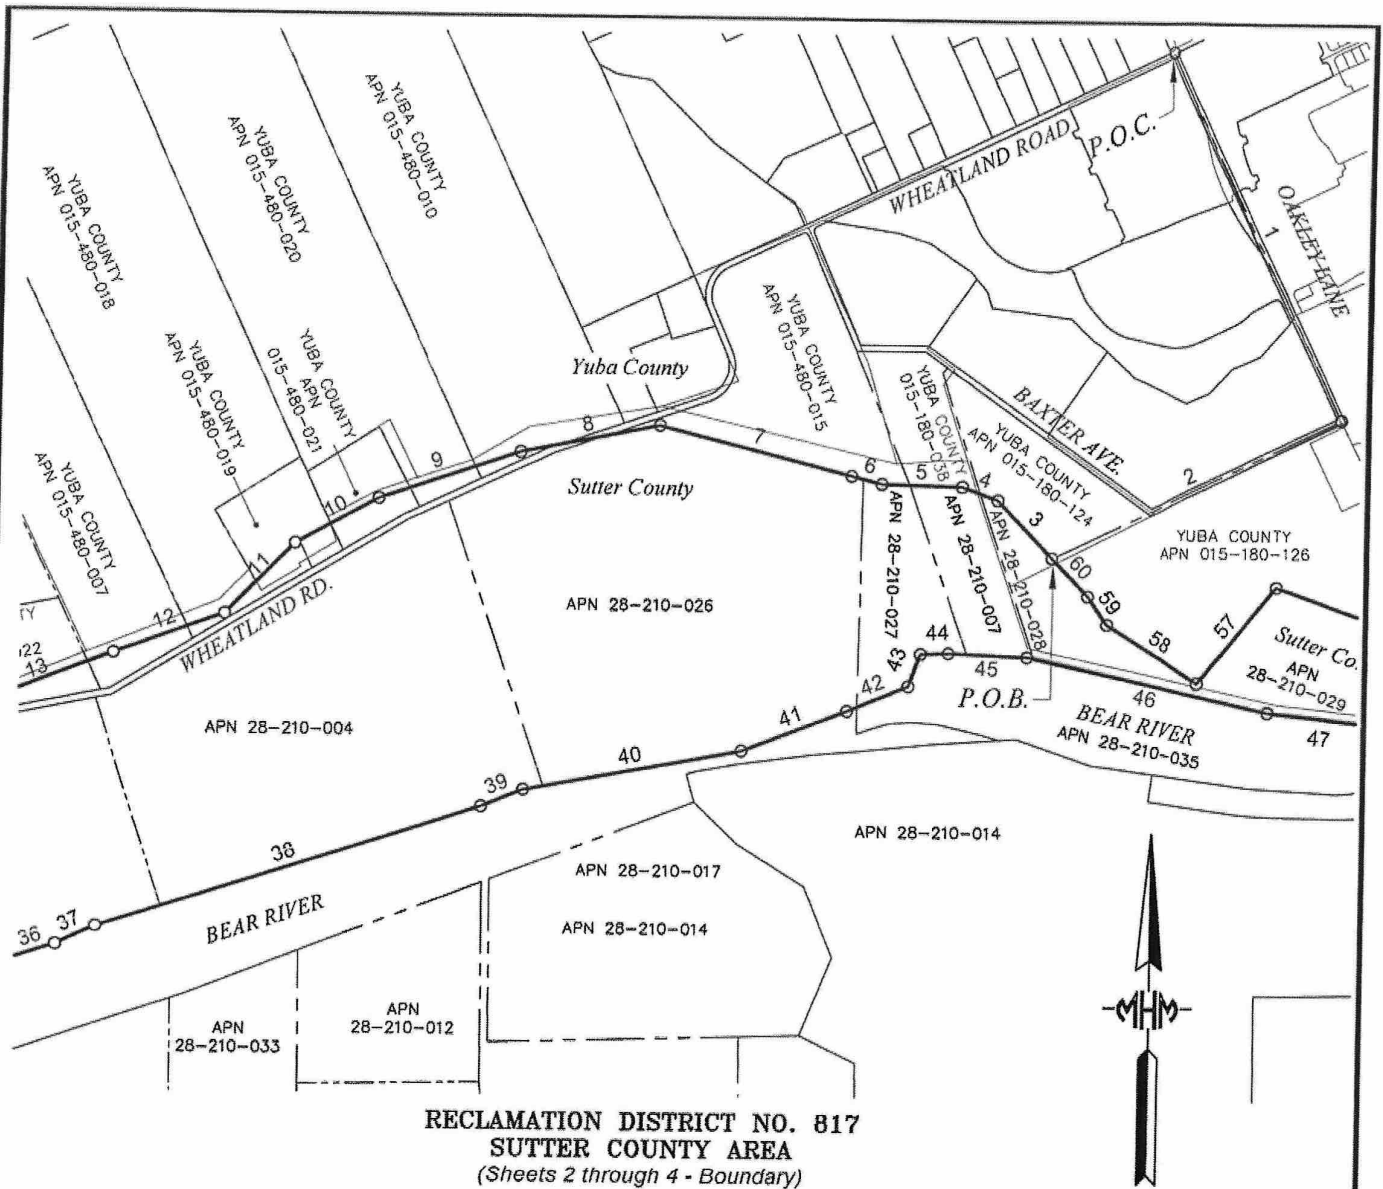 YUBA COUNTY
APN 015-480-018
YUBA COUNTY
APN 015-480-020
YUBA COUNTY
APN 015-480-010
WHEATLAND ROAD
P.O.C.
1
OAKLEY LANE
YUBA COUNTY
APN 015-480-007
YUBA COUNTY
APN 015-480-019
YUBA COUNTY
APN
015-480-021
Yuba County
YUBA COUNTY
APN 015-480-015
YUBA COUNTY
015-180-038
BAXTER AVE.
YUBA COUNTY
APN 015-180-124
2
YUBA COUNTY
APN 015-180-126
13
12
11
10
9
8
7
6
5
4
3
60
59
58
57
022
WHEATLAND RD.
Sutter County
APN 28-210-026
APN 28-210-027
APN 28-210-007
APN 28-210-028
Sutter Co.
APN
28-210-029
APN 28-210-004
36
37
38
39
40
41
42
43
44
45
46
47
P.O.B.
BEAR RIVER
APN 28-210-035
BEAR RIVER
APN 28-210-014
APN 28-210-017
APN 28-210-014
APN
28-210-033
APN
28-210-012
MHM
RECLAMATION DISTRICT NO. 817
SUTTER COUNTY AREA
(Sheets 2 through 4 - Boundary)